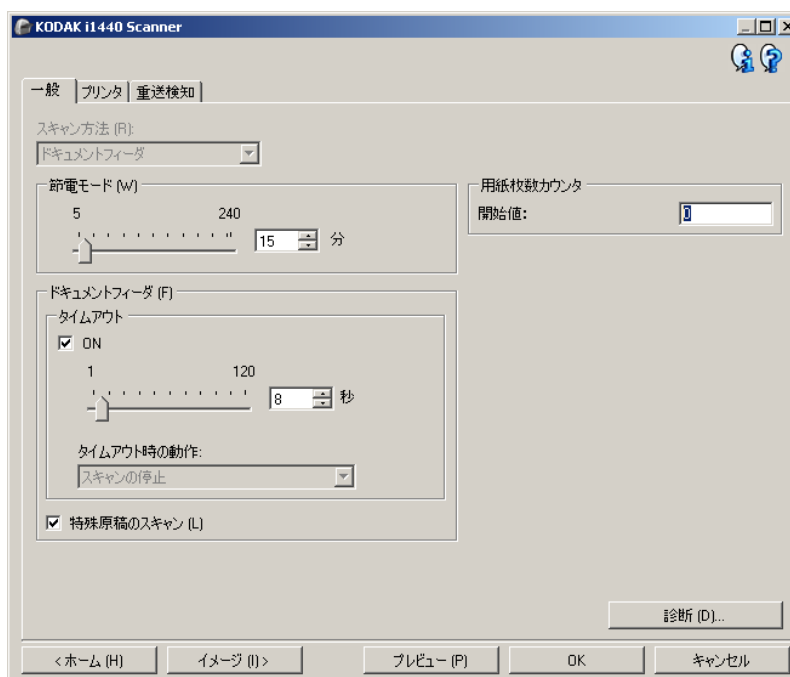 KODAK i1440 Scanner
一般 プリンタ 重送検知
スキャン方法 (R):
ドキュメントフィーダ
節電モード (W)
5 240
15 分
用紙枚数カウンタ
開始値: 0
ドキュメントフィーダ (F)
タイムアウト
ON
1 120
8 秒
タイムアウト時の動作:
スキャンの停止
特殊原稿のスキャン (L)
診断 (D)...
< ホーム (H) イメージ (I) > プレビュー (P) OK キャンセル